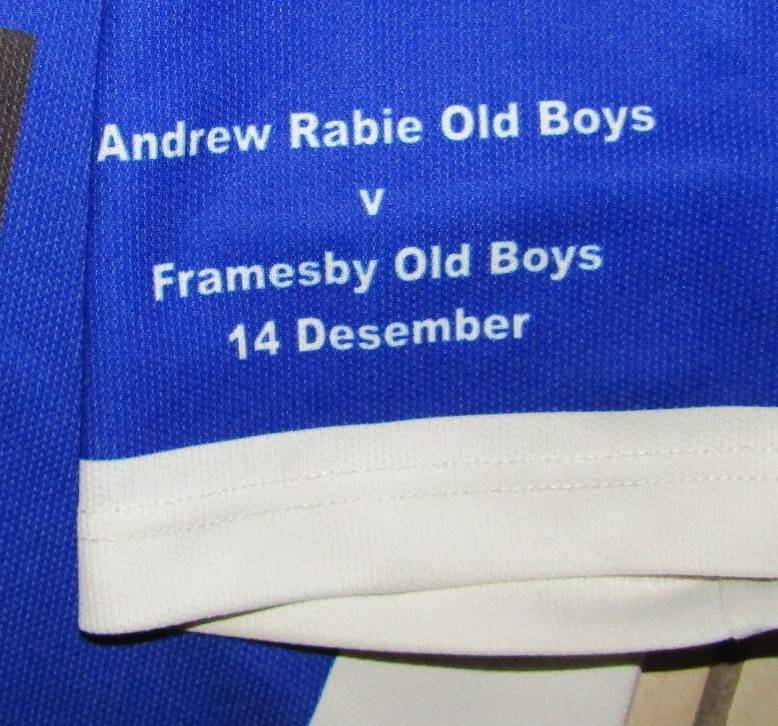 Andrew Rabie Old Boys
v
Framesby Old Boys
14 Desember